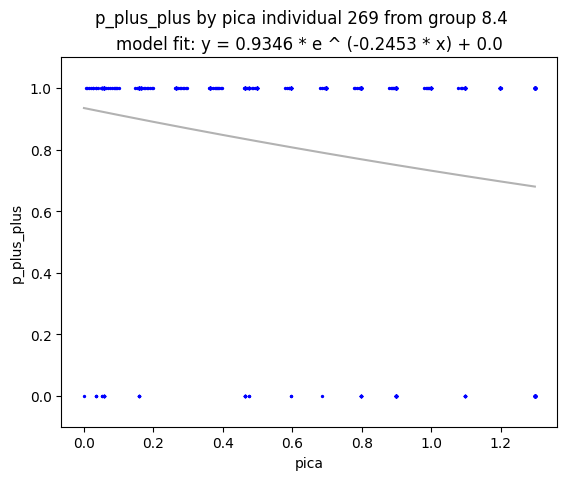 p_plus_plus by pica individual 269 from group 8.4
model fit: y = 0.9346 * e ^ (-0.2453 * x) + 0.0
1.0
0.8
0.6
0.4
0.2
0.0
p_plus_plus
0.0 0.2 0.4 0.6 0.8 1.0 1.2
pica